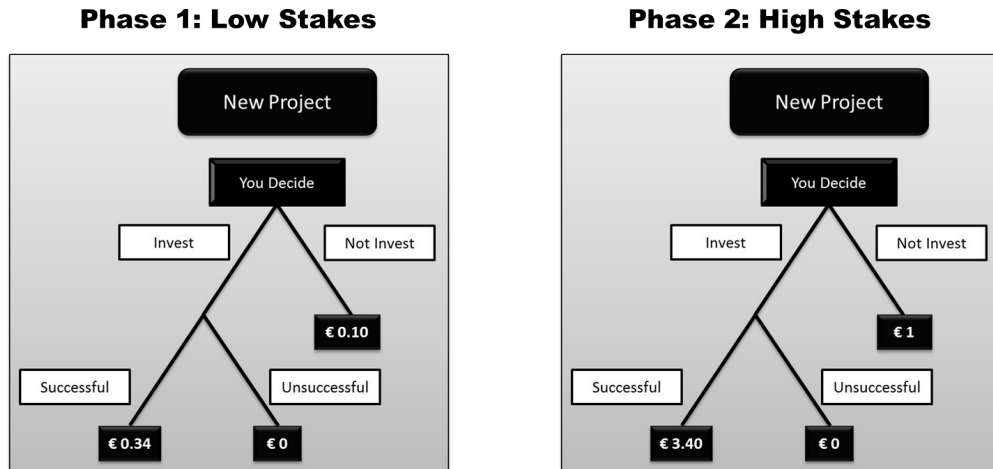 Phase 1: Low Stakes
New Project
You Decide
Invest
Not Invest
€ 0.10
Successful
Unsuccessful
€ 0.34
€ 0
Phase 2: High Stakes
New Project
You Decide
Invest
Not Invest
€ 1
Successful
Unsuccessful
€ 3.40
€ 0